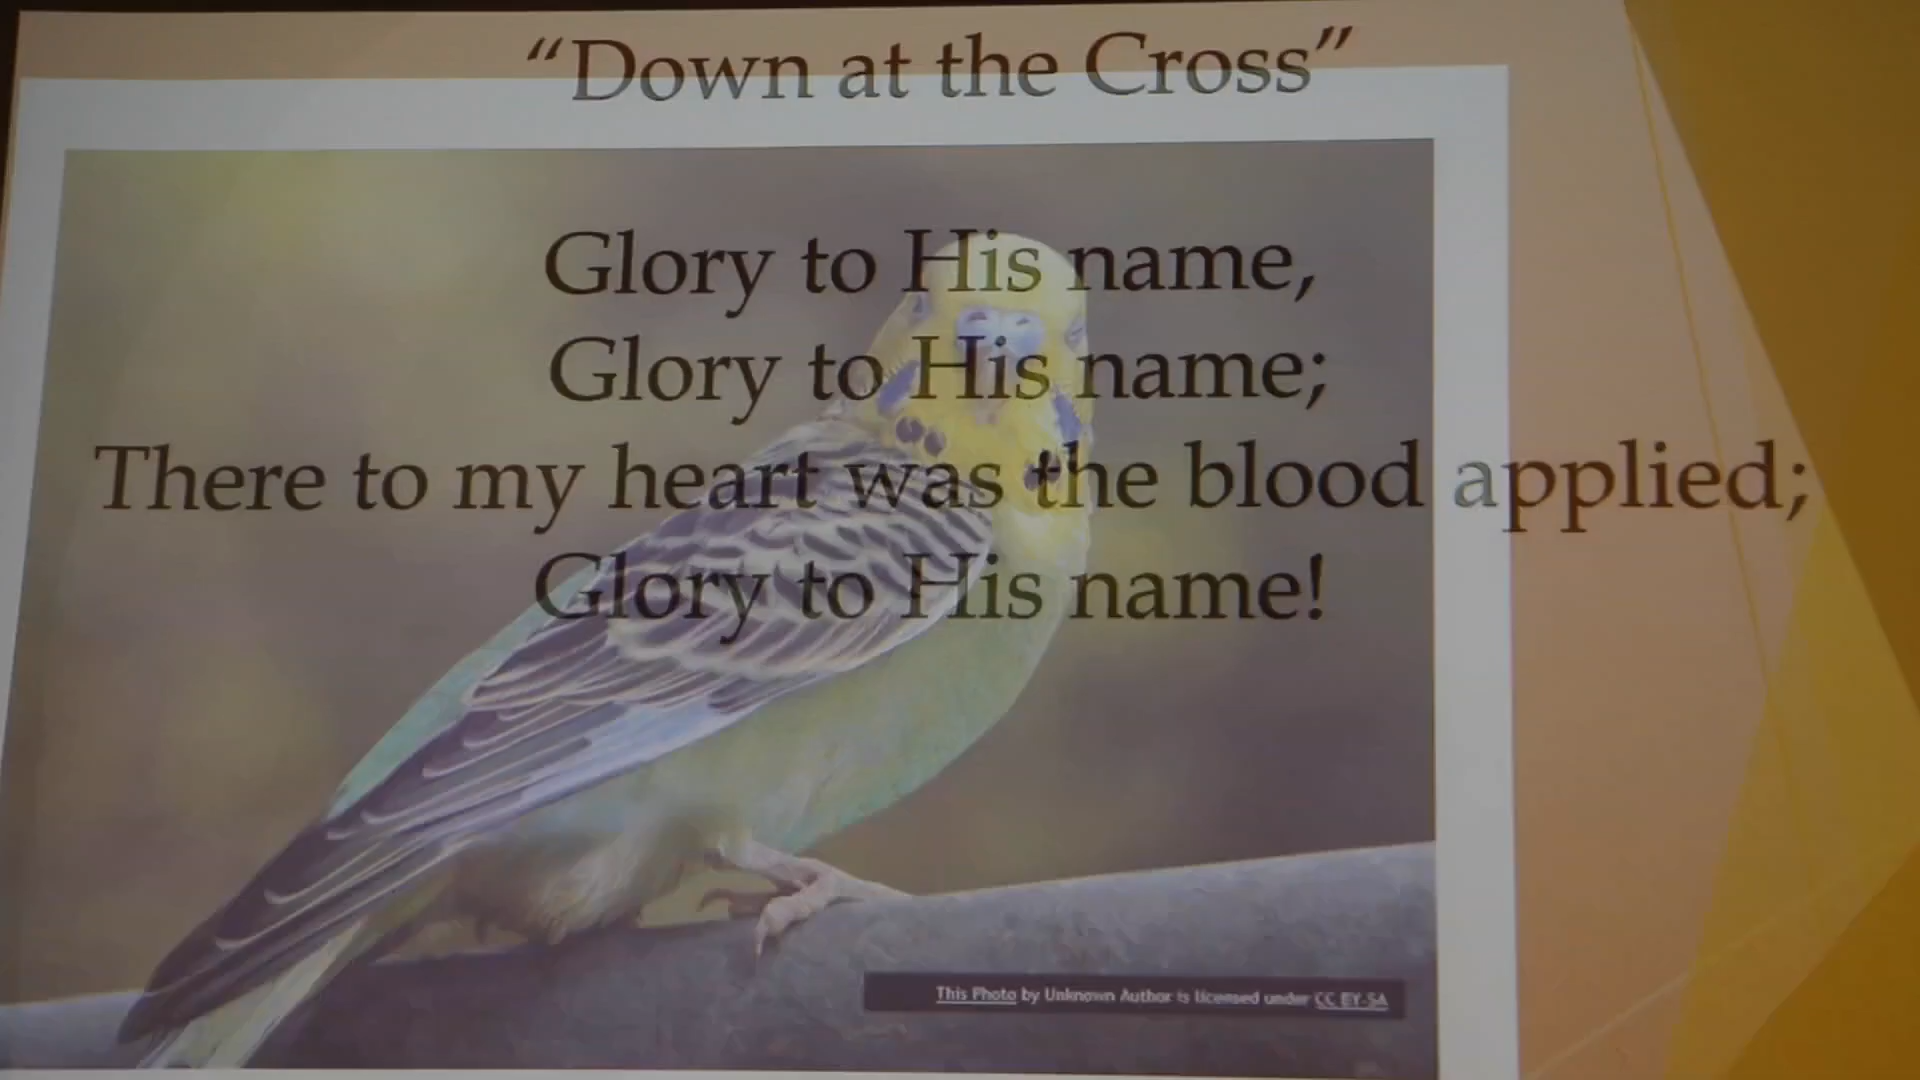 “Down at the Cross”
Glory to His name,
Glory to His name;
There to my heart was the blood applied;
Glory to His name!
This Photo by Unknown Author is licensed under CC BY-SA